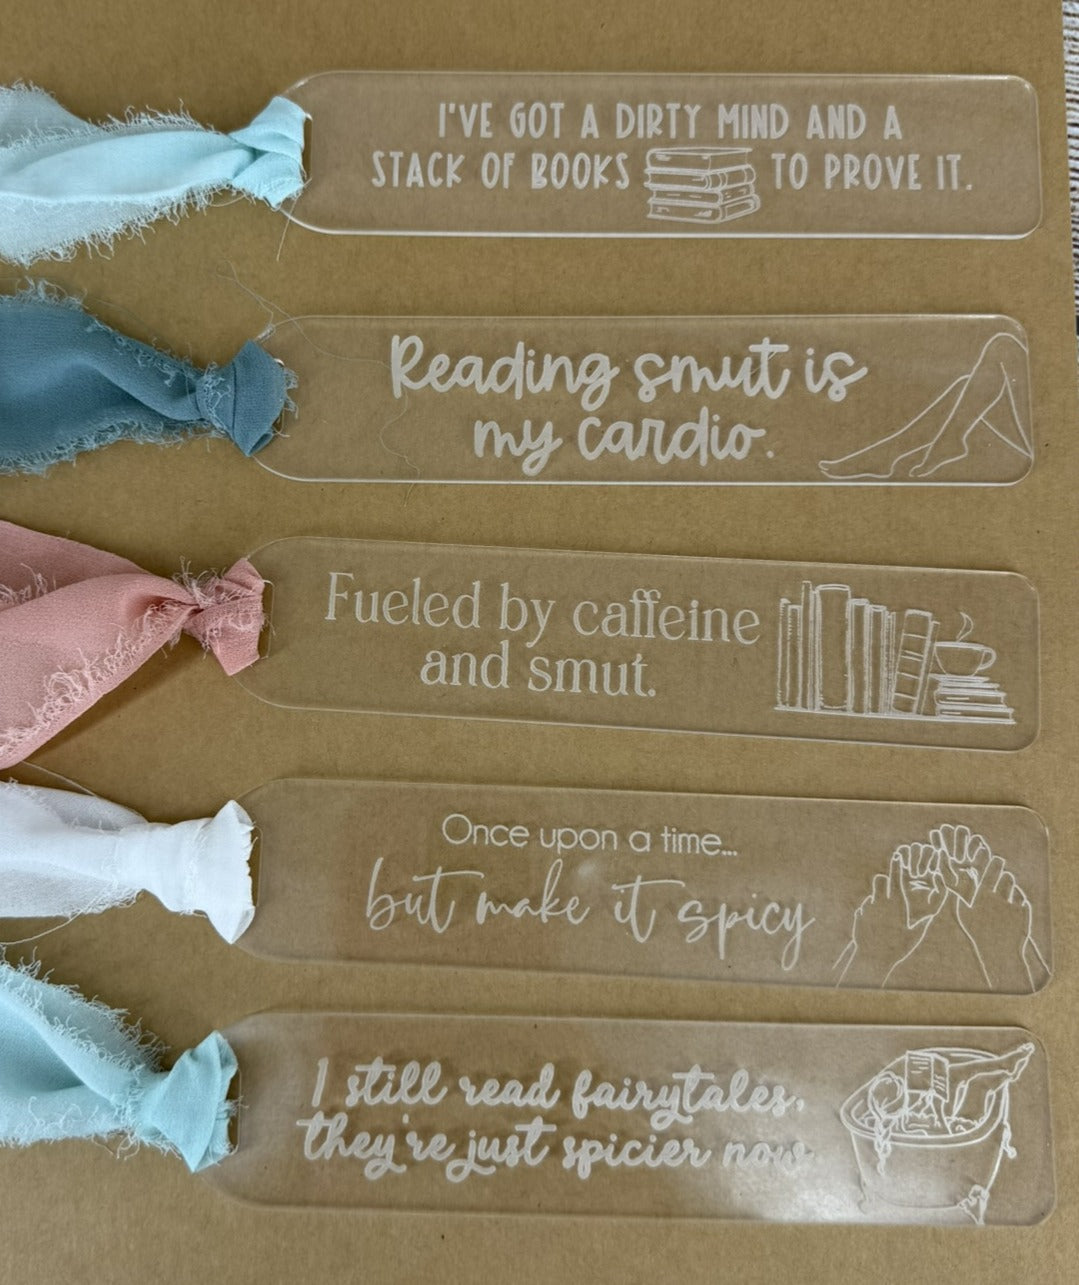 I'VE GOT A DIRTY MIND AND A
STACK OF BOOKS TO PROVE IT.
Reading smut is
my cardio.
Fueled by caffeine
and smut.
Once upon a time...
but make it spicy
I still read fairytales,
they're just spicier now